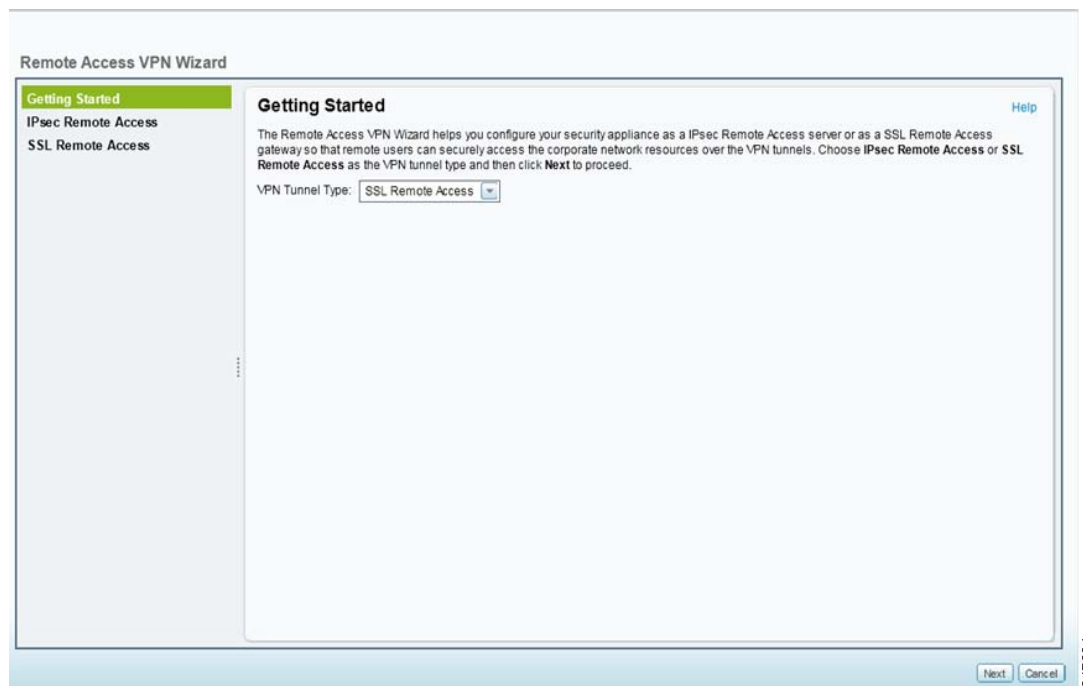 Remote Access VPN Wizard
Getting Started
IPsec Remote Access
SSL Remote Access
Getting Started
Help
The Remote Access VPN Wizard helps you configure your security appliance as a IPsec Remote Access server or as a SSL Remote Access
gateway so that remote users can securely access the corporate network resources over the VPN tunnels. Choose IPsec Remote Access or SSL
Remote Access as the VPN tunnel type and then click Next to proceed.
VPN Tunnel Type: SSL Remote Access
Next Cancel